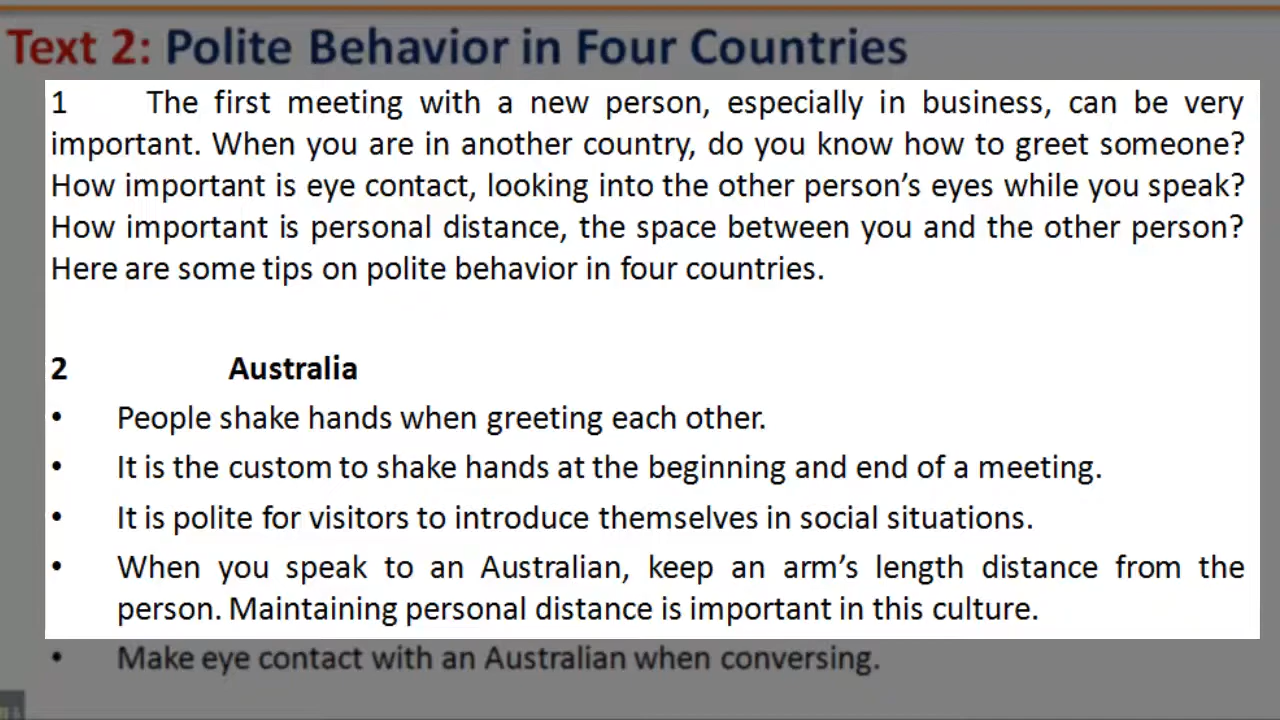 Text 2: Polite Behavior in Four Countries
1 The first meeting with a new person, especially in business, can be very
important. When you are in another country, do you know how to greet someone?
How important is eye contact, looking into the other person’s eyes while you speak?
How important is personal distance, the space between you and the other person?
Here are some tips on polite behavior in four countries.
2 Australia
• People shake hands when greeting each other.
• It is the custom to shake hands at the beginning and end of a meeting.
• It is polite for visitors to introduce themselves in social situations.
• When you speak to an Australian, keep an arm’s length distance from the
person. Maintaining personal distance is important in this culture.
• Make eye contact with an Australian when conversing.